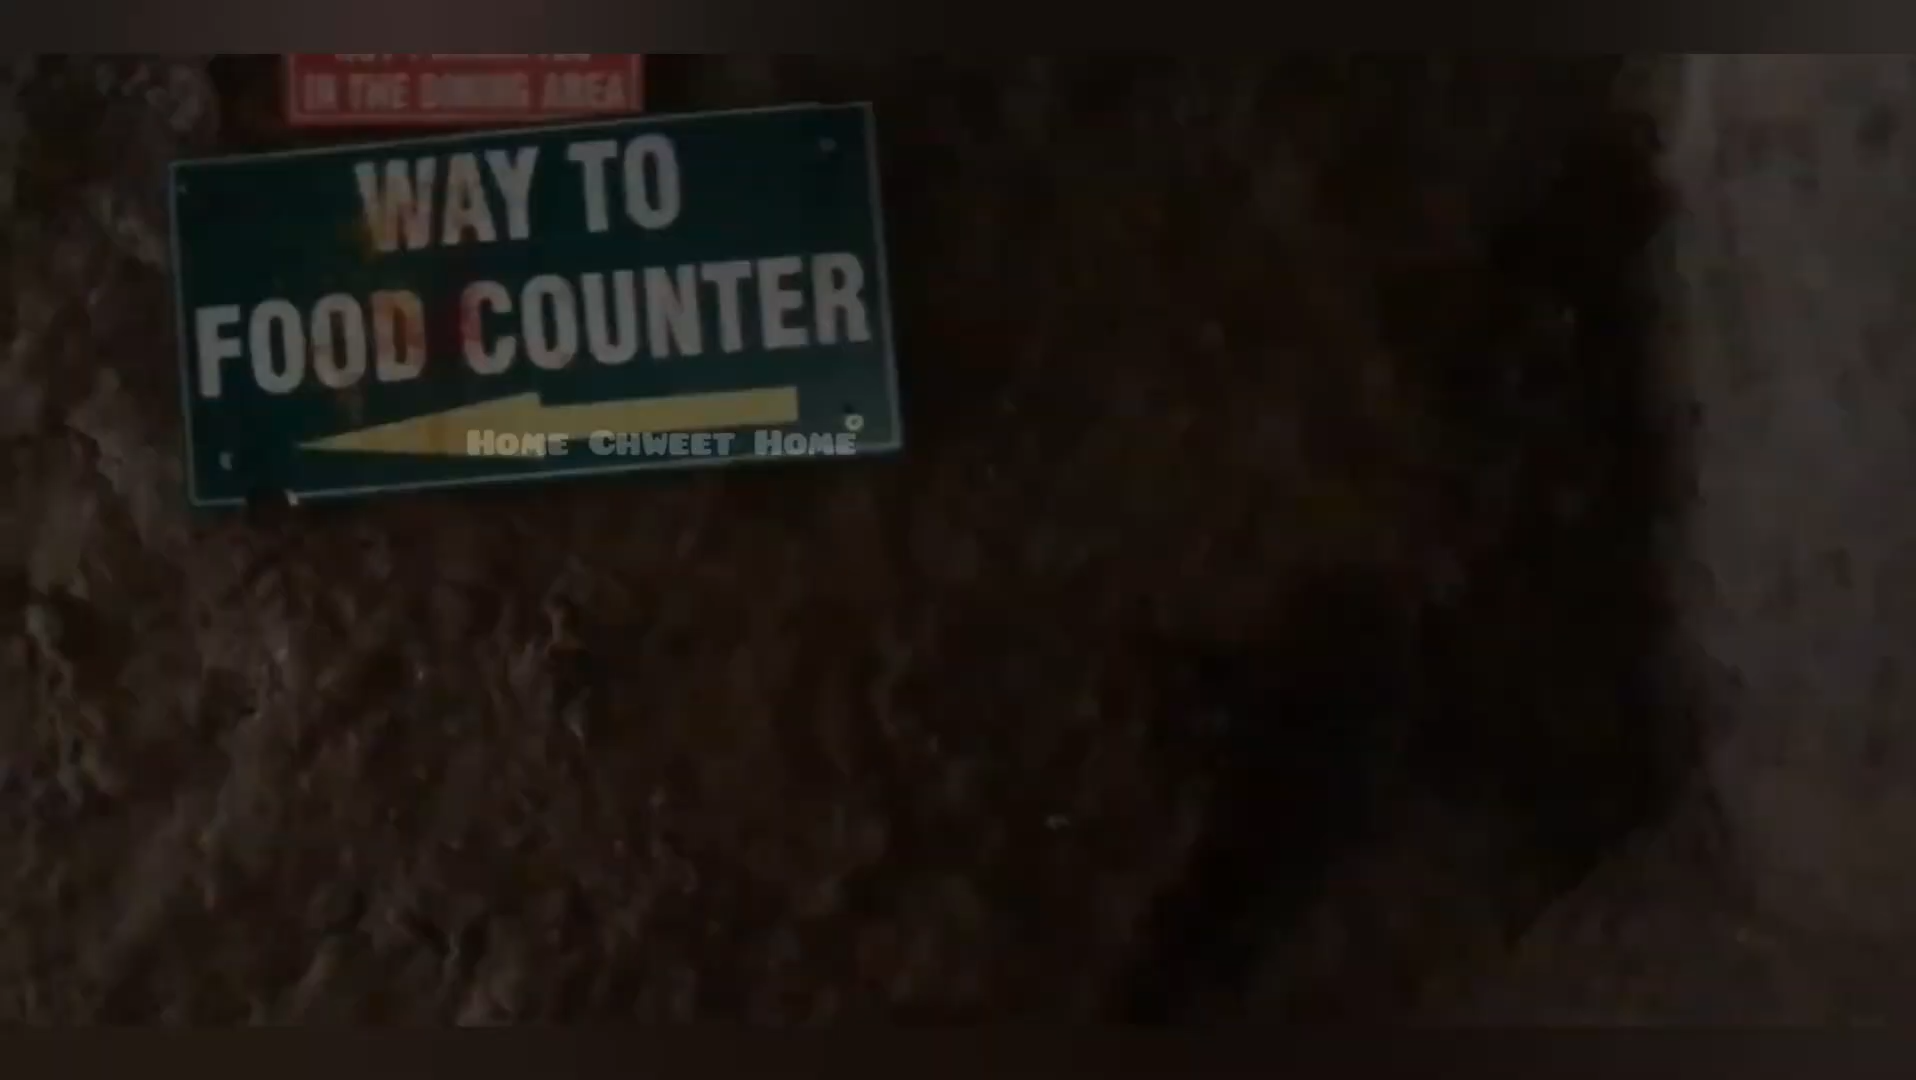 IN THE DINING AREA
WAY TO
FOOD COUNTER
Home Chweet Home